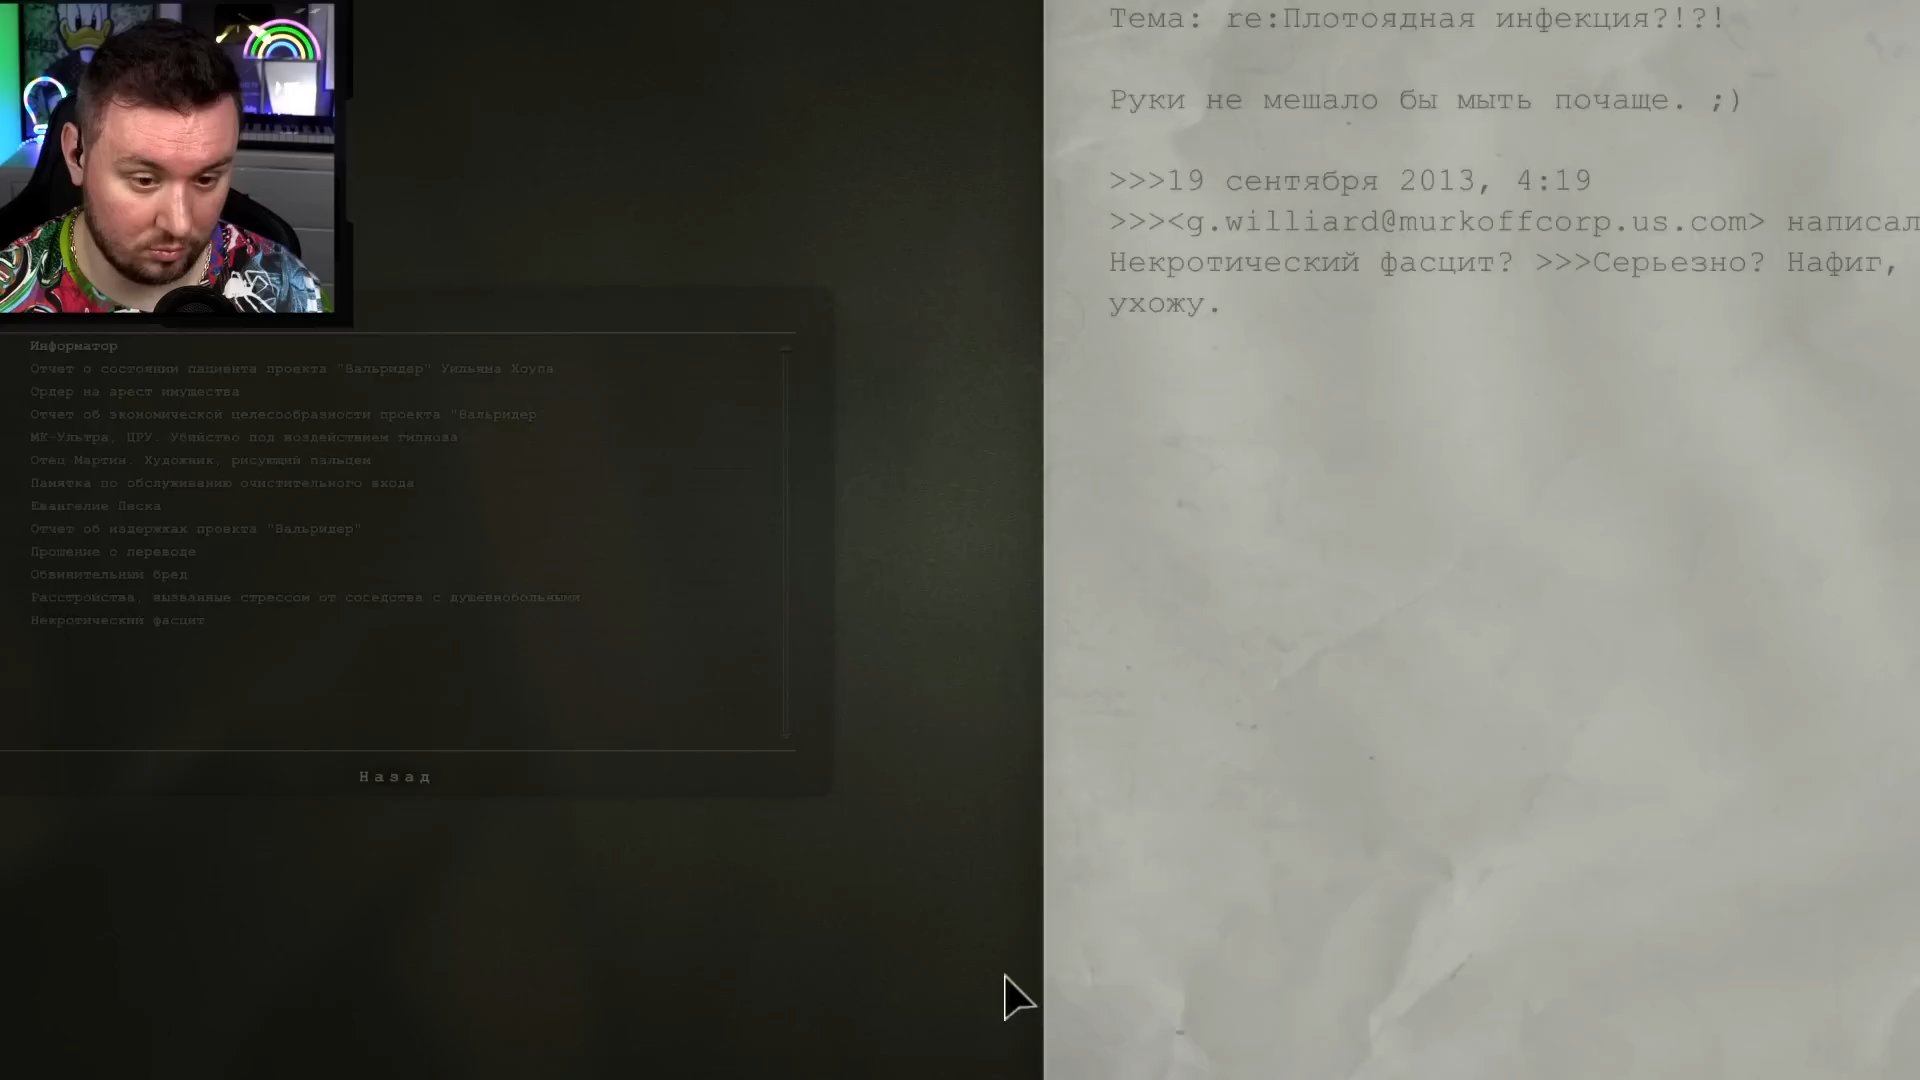 Тема: re:Плотоядная инфекция?!?!
Руки не мешало бы мыть почаще. ;)
>>>19 сентября 2013, 4:19
>>><g.williard@murkoffcorp.us.com> написал
Некротический фасцит? >>>Серьезно? Нафиг,
ухожу.
Информатор
Отчет о состоянии пациента проекта "Вальридер" Уильяма Хоупа
Ордер на арест имущества
Отчет об экономической целесообразности проекта "Вальридер
МК-Ультра, ЦРУ. Убийство под воздействием гипноза
Отец Мартин. Художник, рисующий пальцем
Памятка по обслуживанию очистительного входа
Евангелие Песка
Отчет об издержках проекта "Вальридер"
Прошение о переводе
Обвинительный бред
Расстройства, вызванные стрессом от соседства с душевнобольными
Некротический фасцит
Назад